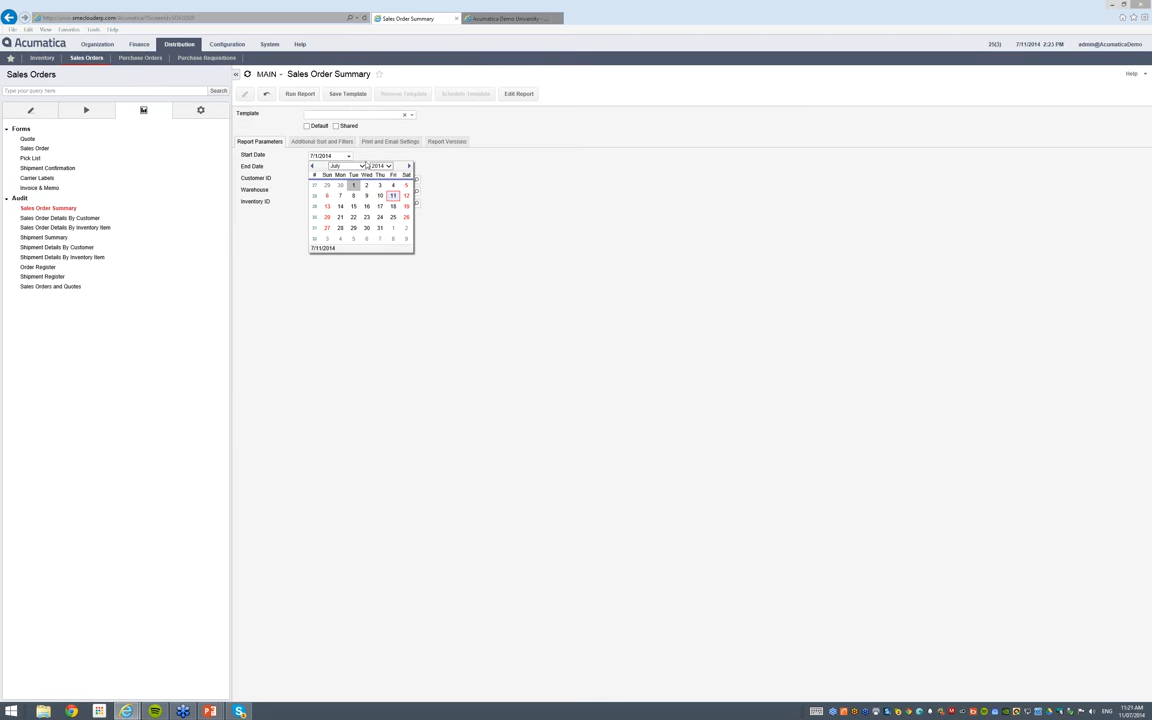 Sales Order Summary
Acumatica Demo University - ...
File Edit View Favorites Tools Help
Acumatica
Organization Finance Distribution Configuration System Help
25(3) 7/11/2014 2:23 PM admin@AcumaticaDemo
Inventory Sales Orders Purchase Orders Purchase Requisitions
Sales Orders
MAIN - Sales Order Summary
Help
Type your query here Search
Run Report Save Template Remove Template Schedule Template Edit Report
Template
Default Shared
Report Parameters Additional Sort and Filters Print and Email Settings Report Versions
Forms
Quote
Sales Order
Pick List
Shipment Confirmation
Carrier Labels
Invoice & Memo
Audit
Sales Order Summary
Sales Order Details By Customer
Sales Order Details By Inventory Item
Shipment Summary
Shipment Details By Customer
Shipment Details By Inventory Item
Order Register
Shipment Register
Sales Orders and Quotes
Start Date 7/1/2014
End Date
Customer ID
Warehouse
Inventory ID
July 2014
# Sun Mon Tue Wed Thu Fri Sat
27 29 30 1 2 3 4 5
28 6 7 8 9 10 11 12
29 13 14 15 16 17 18 19
30 20 21 22 23 24 25 26
31 27 28 29 30 31 1 2
32 3 4 5 6 7 8 9
7/11/2014
ENG
11:21 AM
11/07/2014